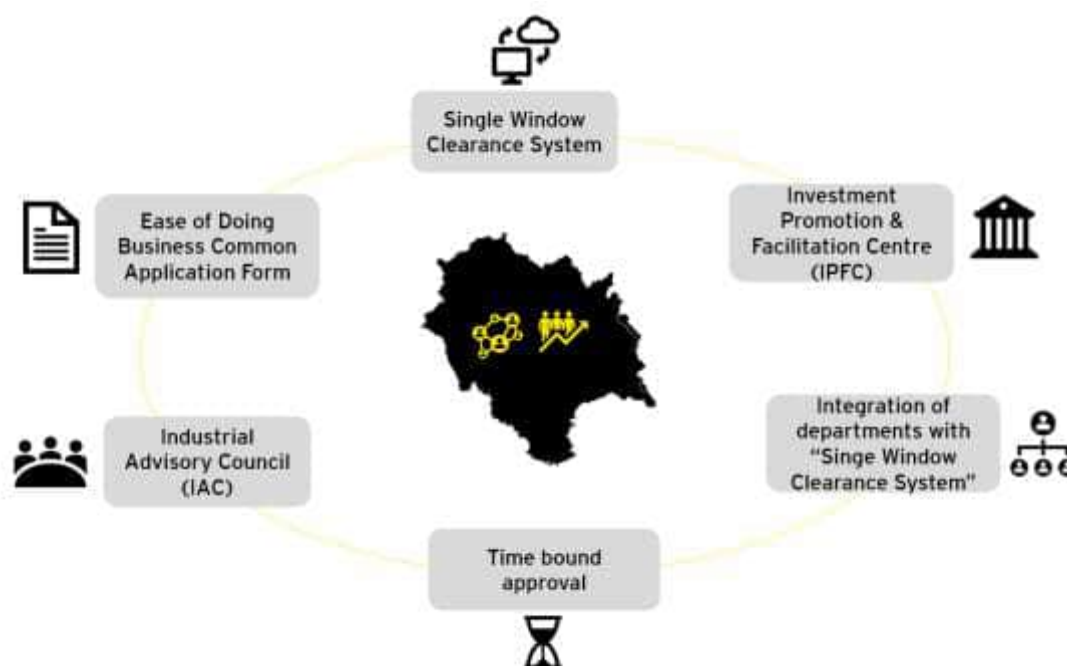 Single Window
Clearance System
Investment
Promotion &
Facilitation Centre
(IPFC)
Integration of
departments with
“Singe Window
Clearance System”
Time bound
approval
Industrial
Advisory Council
(IAC)
Ease of Doing
Business Common
Application Form